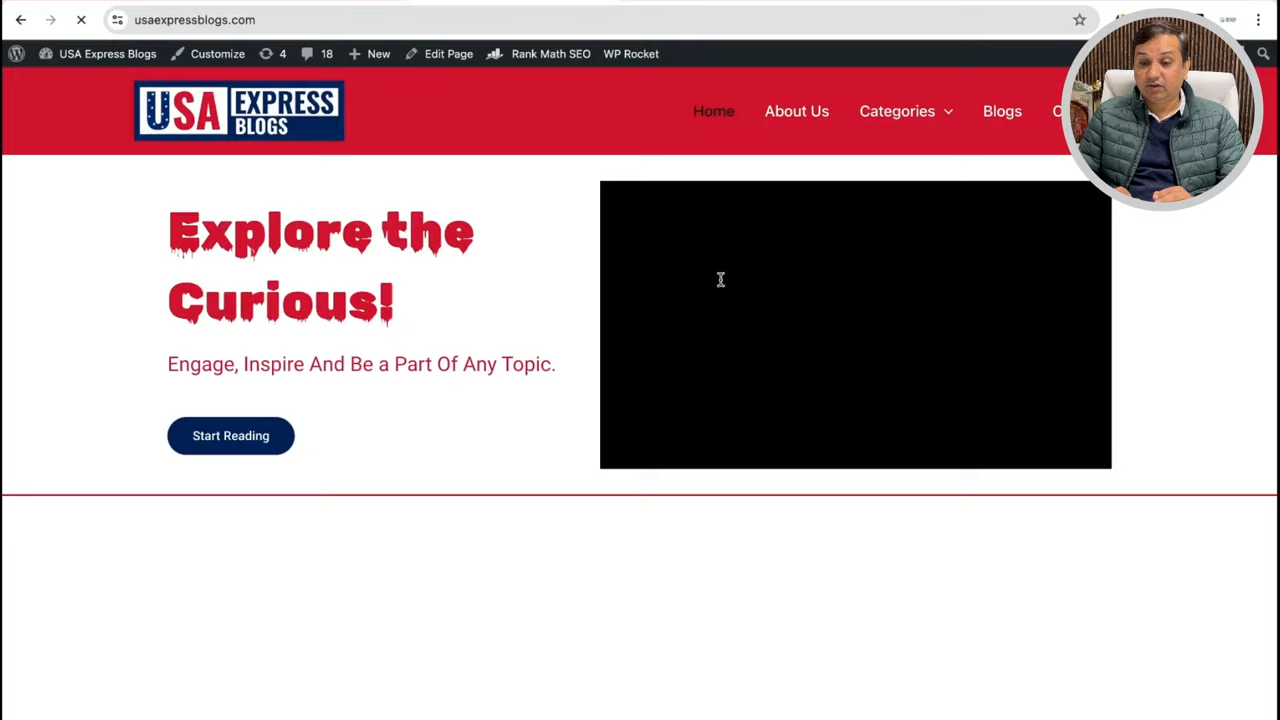 usaexpressblogs.com
USA Express Blogs Customize 4 18 New Edit Page Rank Math SEO WP Rocket
USA EXPRESS BLOGS
Home About Us Categories Blogs
Explore the
Curious!
Engage, Inspire And Be a Part Of Any Topic.
Start Reading